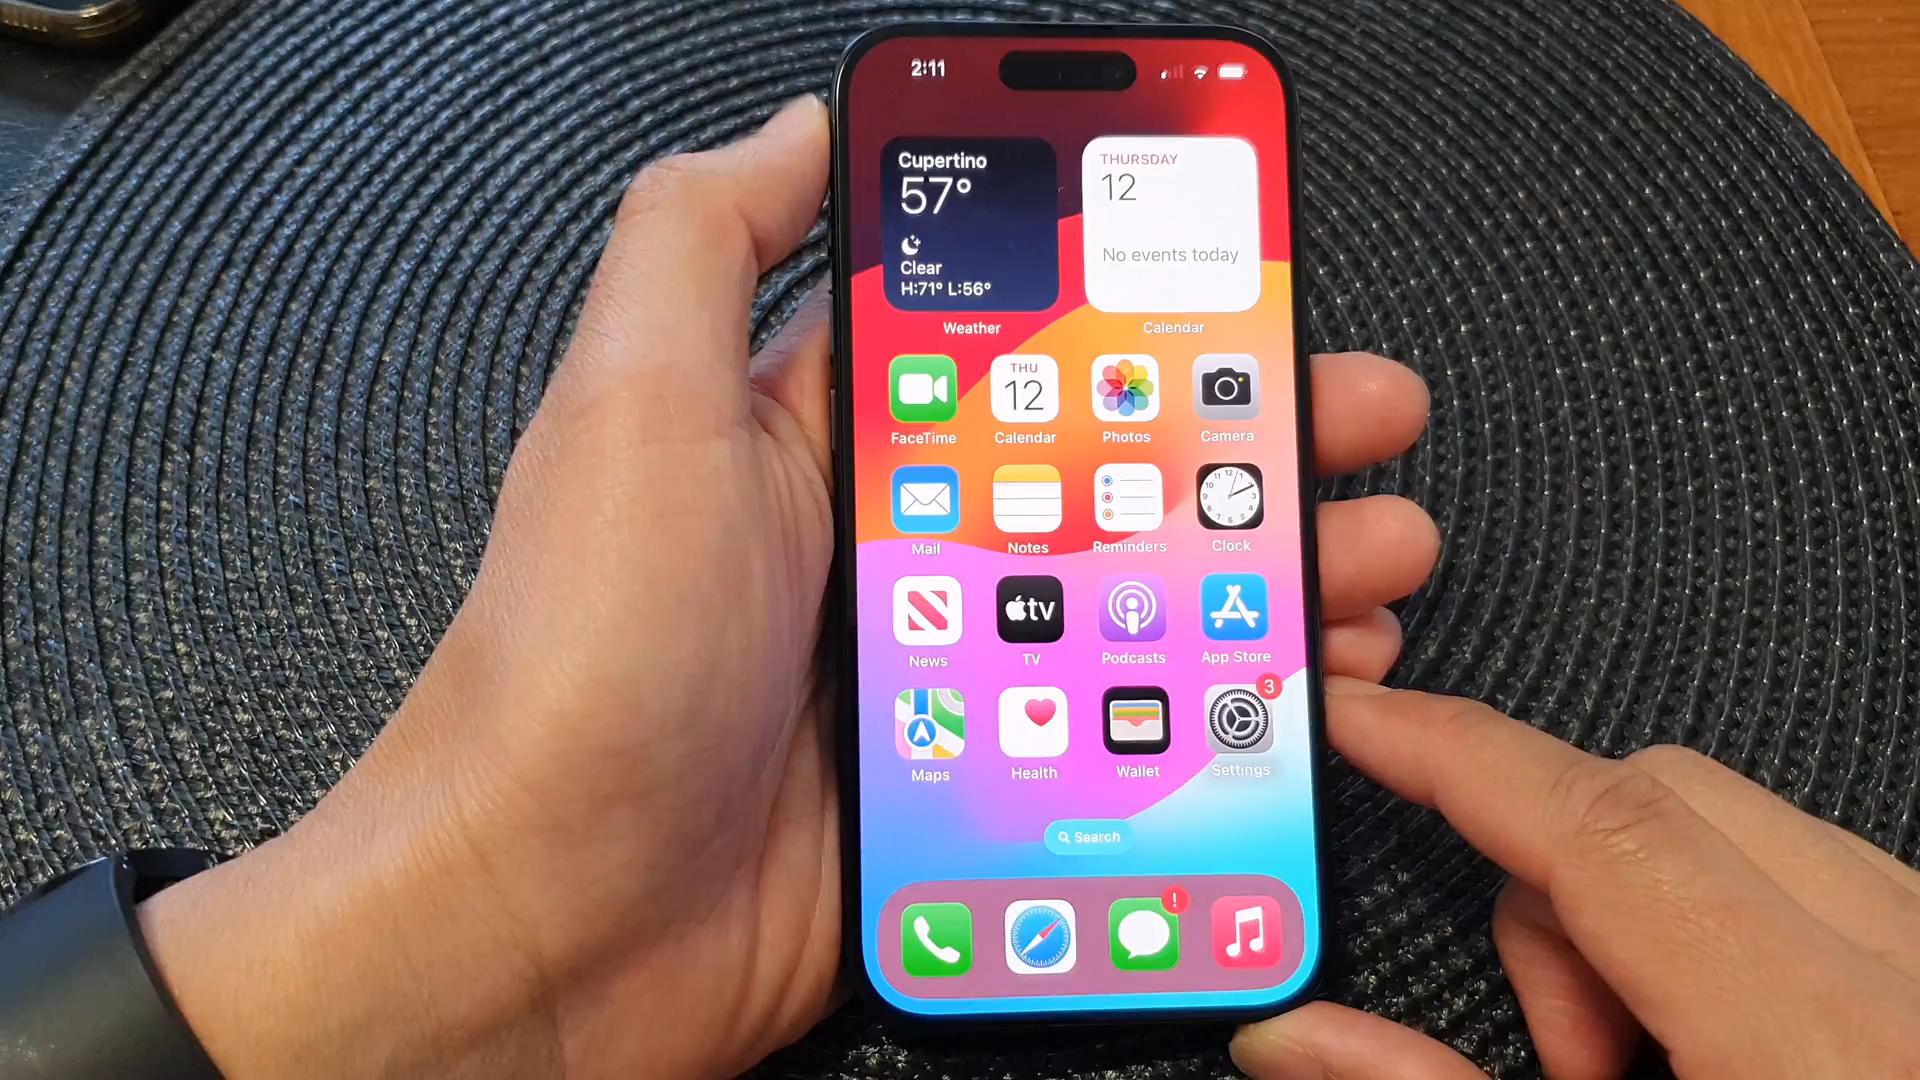 2:11
Cupertino
57°
Clear
H:71° L:56°
Weather
THURSDAY
12
No events today
Calendar
THU
12
FaceTime
Calendar
Photos
Camera
Mail
Notes
Reminders
Clock
tv
News
TV
Podcasts
App Store
3
Maps
Health
Wallet
Settings
Search
!